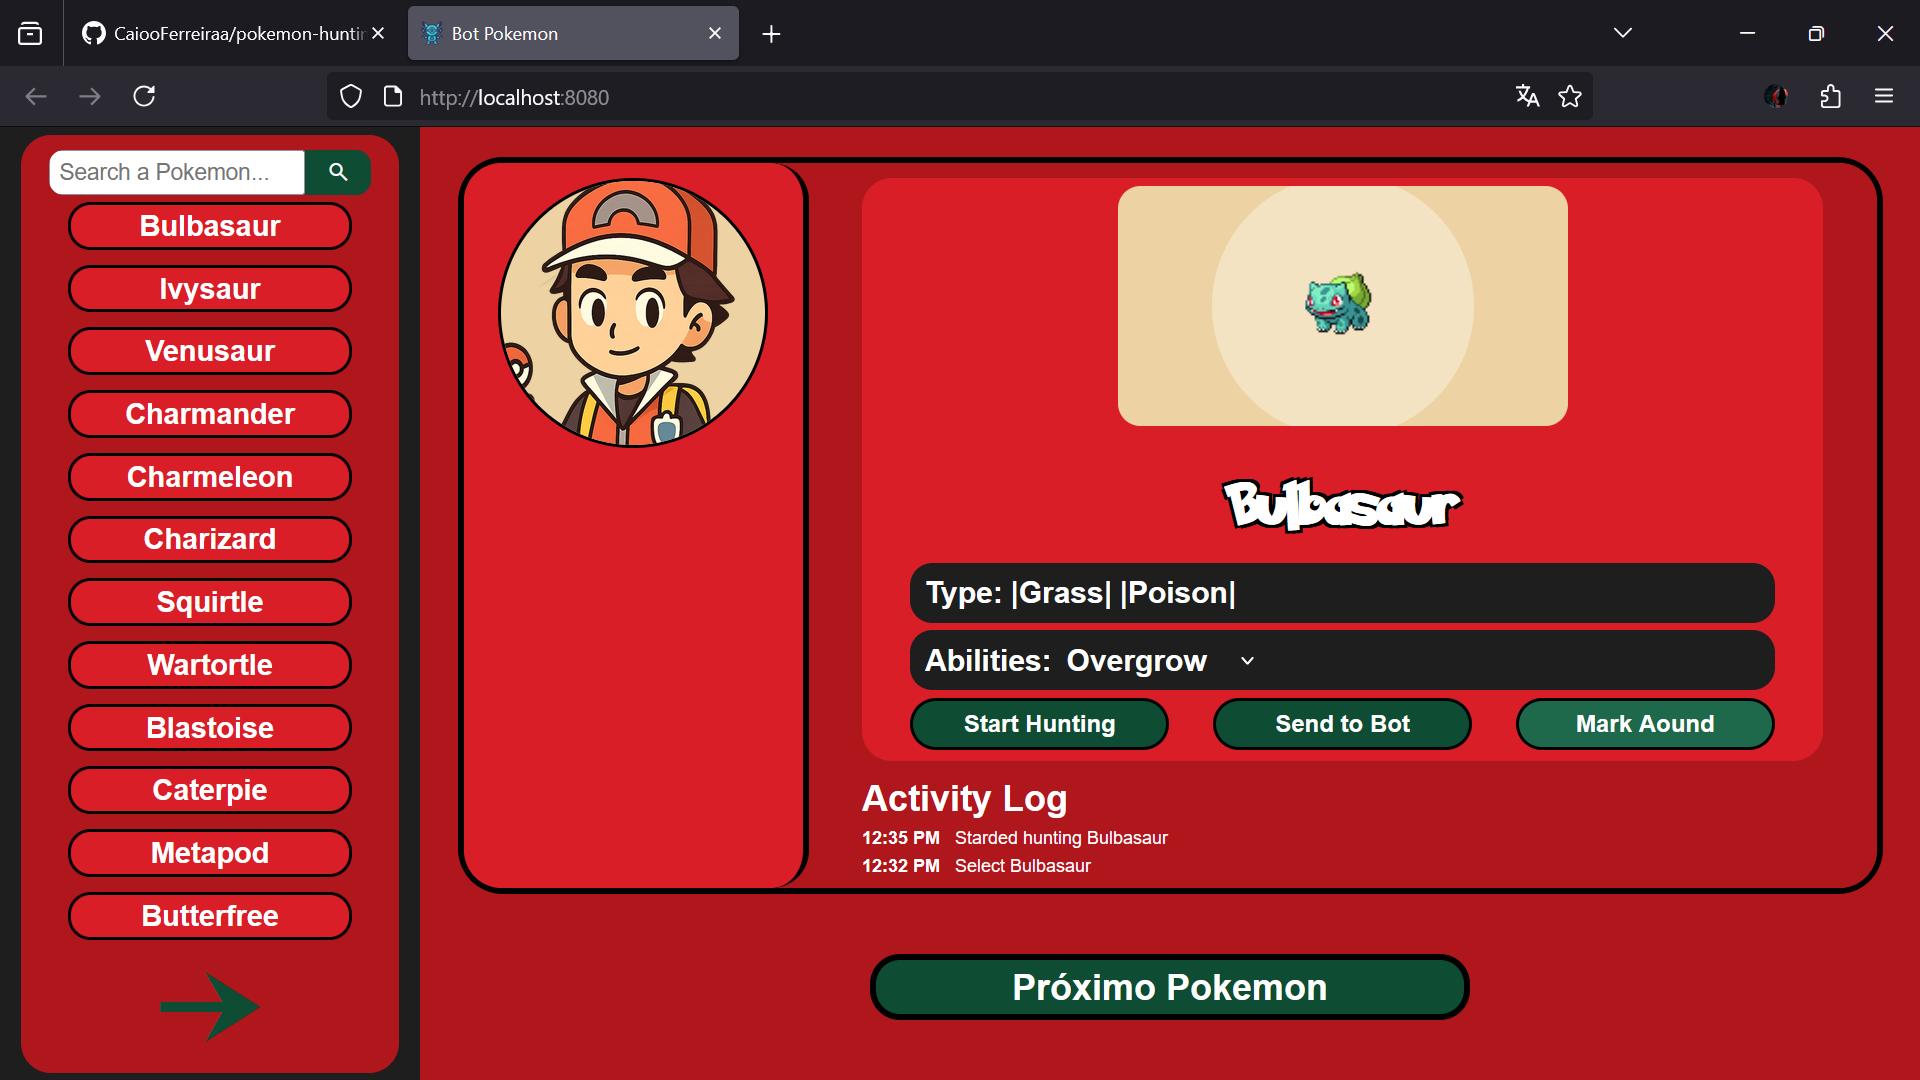 CaiooFerreiraa/pokemon-huntin
Bot Pokemon
http://localhost:8080
Search a Pokemon...
Bulbasaur
Ivysaur
Venusaur
Charmander
Charmeleon
Charizard
Squirtle
Wartortle
Blastoise
Caterpie
Metapod
Butterfree
Bulbasaur
Type: |Grass| |Poison|
Abilities: Overgrow
Start Hunting
Send to Bot
Mark Aound
Activity Log
12:35 PM Starded hunting Bulbasaur
12:32 PM Select Bulbasaur
Próximo Pokemon